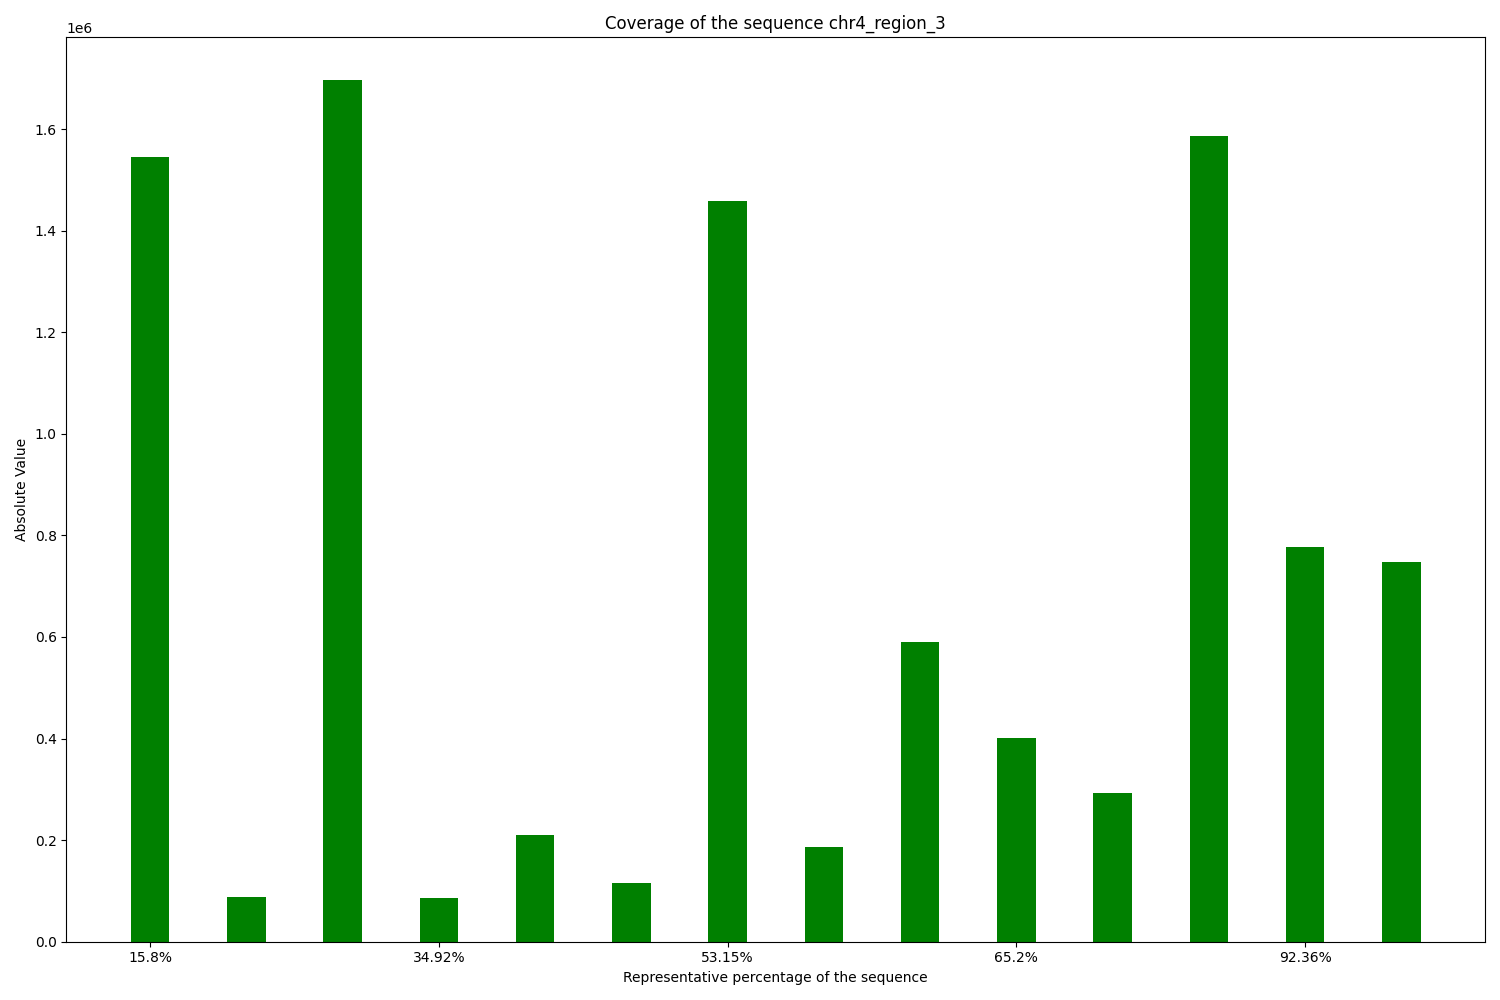 Coverage of the sequence chr4_region_3
1e6
1.6
1.4
1.2
1.0
0.8
0.6
0.4
0.2
0.0
Absolute Value
15.8% 34.92% 53.15% 65.2% 92.36%
Representative percentage of the sequence